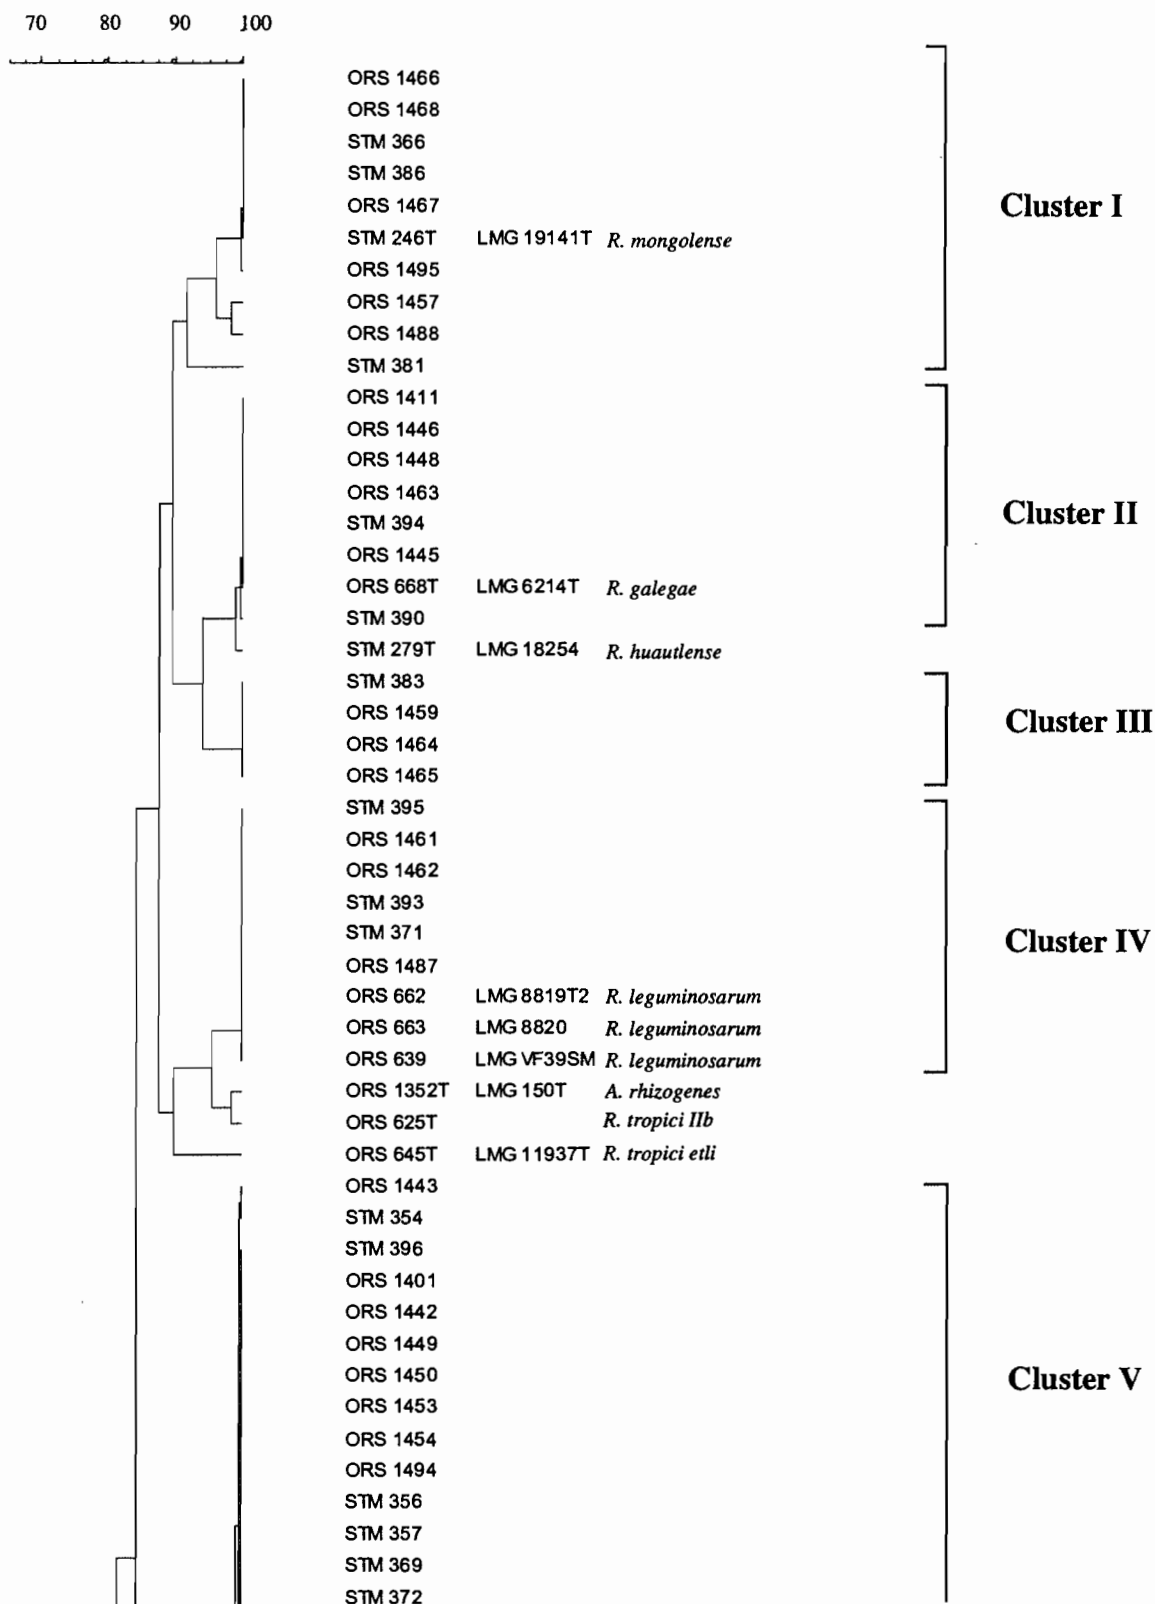 70 80 90 100
ORS 1466
ORS 1468
STM 366
STM 386
ORS 1467
Cluster I
STM 246T LMG 19141T R. mongolense
ORS 1495
ORS 1457
ORS 1488
STM 381
ORS 1411
ORS 1446
ORS 1448
ORS 1463
Cluster II
STM 394
ORS 1445
ORS 668T LMG 6214T R. galegae
STM 390
STM 279T LMG 18254 R. huautlense
STM 383
ORS 1459
Cluster III
ORS 1464
ORS 1465
STM 395
ORS 1461
ORS 1462
STM 393
STM 371
Cluster IV
ORS 1487
ORS 662 LMG 8819T2 R. leguminosarum
ORS 663 LMG 8820 R. leguminosarum
ORS 639 LMG VF39SM R. leguminosarum
ORS 1352T LMG 150T A. rhizogenes
ORS 625T R. tropici IIb
ORS 645T LMG 11937T R. tropici etli
ORS 1443
STM 354
STM 396
ORS 1401
ORS 1442
ORS 1449
ORS 1450
Cluster V
ORS 1453
ORS 1454
ORS 1494
STM 356
STM 357
STM 369
STM 372